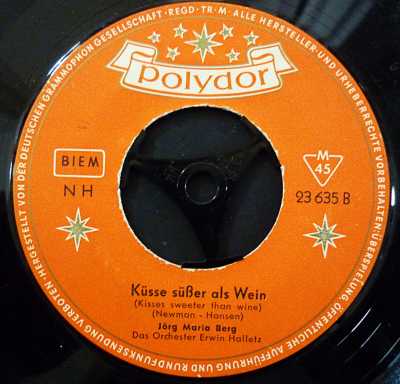 HERGESTELLT VON DER DEUTSCHEN GRAMMOPHON GESELLSCHAFT · REGD · TR · M · ALLE HERSTELLER- UND URHEBERRECHTE VORBEHALTEN · ÜBERSPIELUNG, ÖFFENTLICHE AUFFÜHRUNG UND RUNDFUNKSENDUNG VERBOTEN ·
polydor
BIEM
NH
M
45
23 635 B
Küsse süßer als Wein
(Kisses sweeter than wine)
(Newman - Hansen)
Jörg Maria Berg
Das Orchester Erwin Halletz